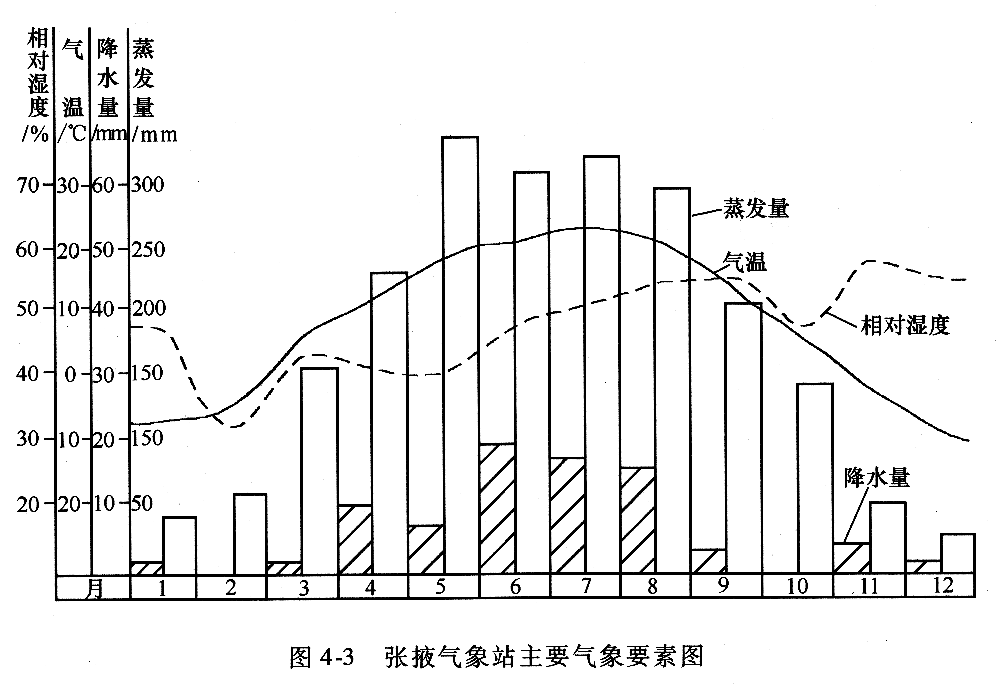 相对湿度/%
气温/℃
降水量/mm
蒸发量/mm
70 30 60 300
60 20 50 250
50 10 40 200
40 0 30 150
30 10 20 150
20 20 10 50
蒸发量
气温
相对湿度
降水量
月 1 2 3 4 5 6 7 8 9 10 11 12
图 4-3 张掖气象站主要气象要素图